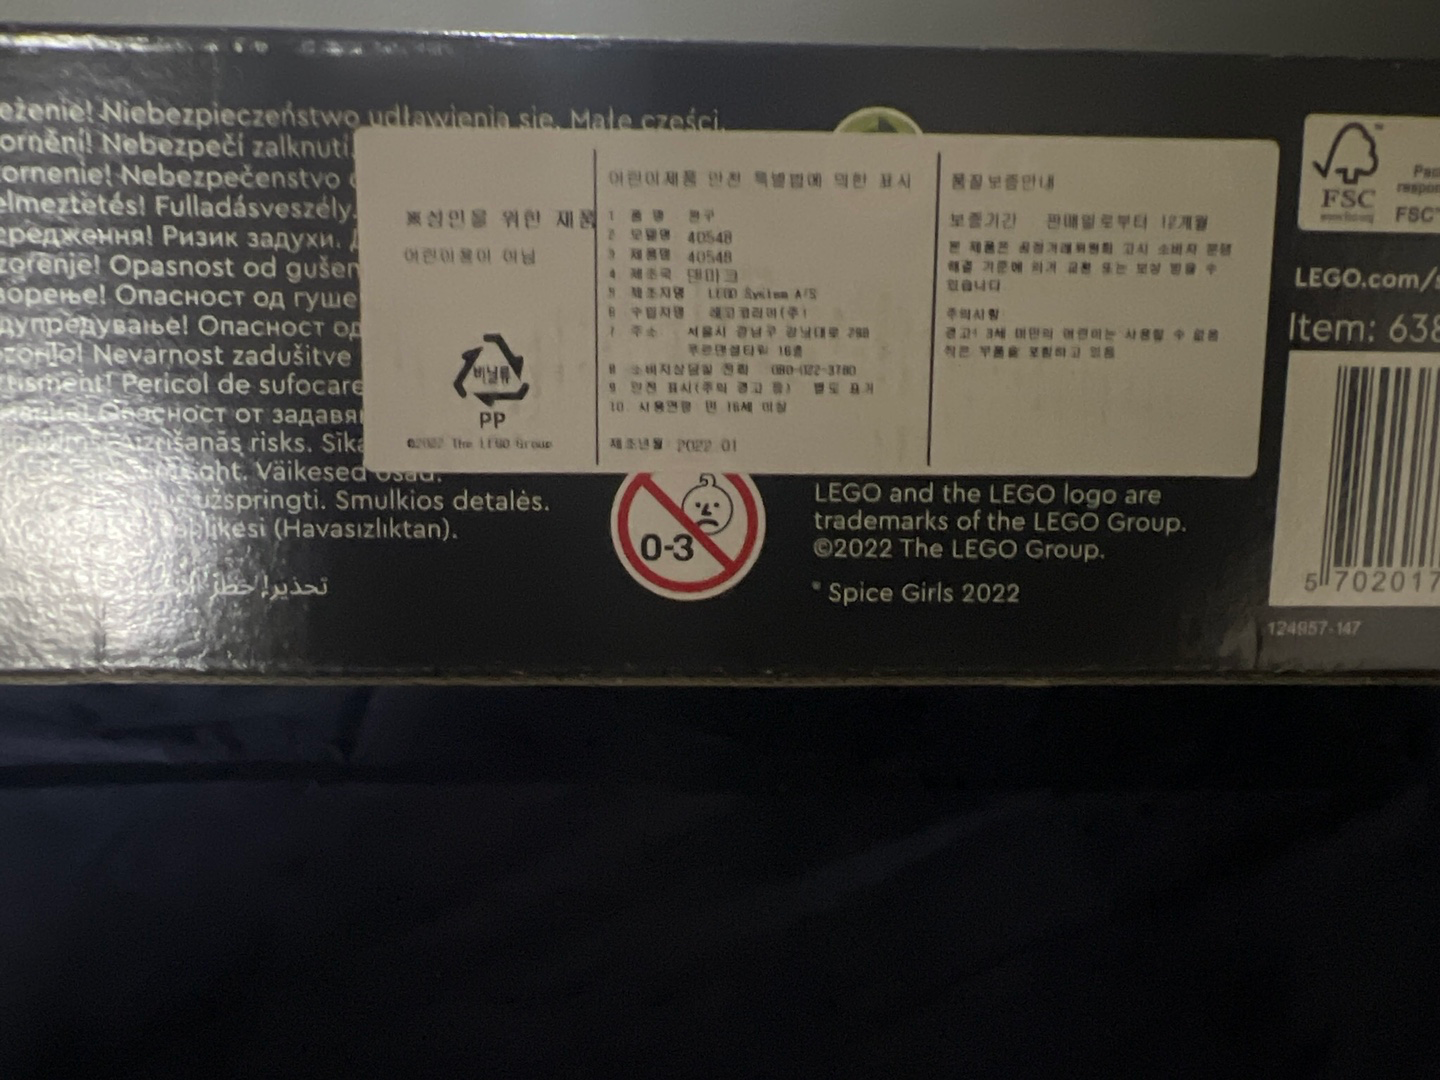 Niebezpieczeństwo udławienia się. Małe części.
Nebezpečí zalknutí
Nebezpečenstvo
Fulladásveszély.
Ризик задухи.
Opasnost od gušen
Опасност од гуше
Опасност од
Nevarnost zadušitve
Pericol de sufocare
от задавя
risks. Sīka
Väikesed osad.
užspringti. Smulkios detalės.
(Havasızlıktan).
تحذير! خطر
※성인을 위한 제품
어린이용이 아님
비닐류
PP
©2022 The LEGO Group
어린이제품 안전 특별법에 의한 표시
1 품 명 완구
2 모델명 40548
3 제품명 40548
4 제조국 덴마크
5 제조자명 LEGO System A/S
6 수입자명 레고코리아(주)
7 주소 서울시 강남구 강남대로 298
푸르덴셜타워 16층
8 소비자상담실 전화 080-022-3780
9 안전 표시(주의 경고 등) 별도 표기
10. 사용연령 만 18세 이상
제조년월 2022.01
품질보증안내
보증기간 판매일로부터 12개월
본 제품은 공정거래위원회 고시 소비자 분쟁
해결 기준에 의거 교환 또는 보상 받을 수
있습니다.
주의사항
경고! 3세 미만의 어린이는 사용할 수 없음
작은 부품을 포함하고 있음
0-3
LEGO and the LEGO logo are
trademarks of the LEGO Group.
©2022 The LEGO Group.
Spice Girls 2022
FSC
FSC
LEGO.com/s
Item: 638
5 702017
124957-147